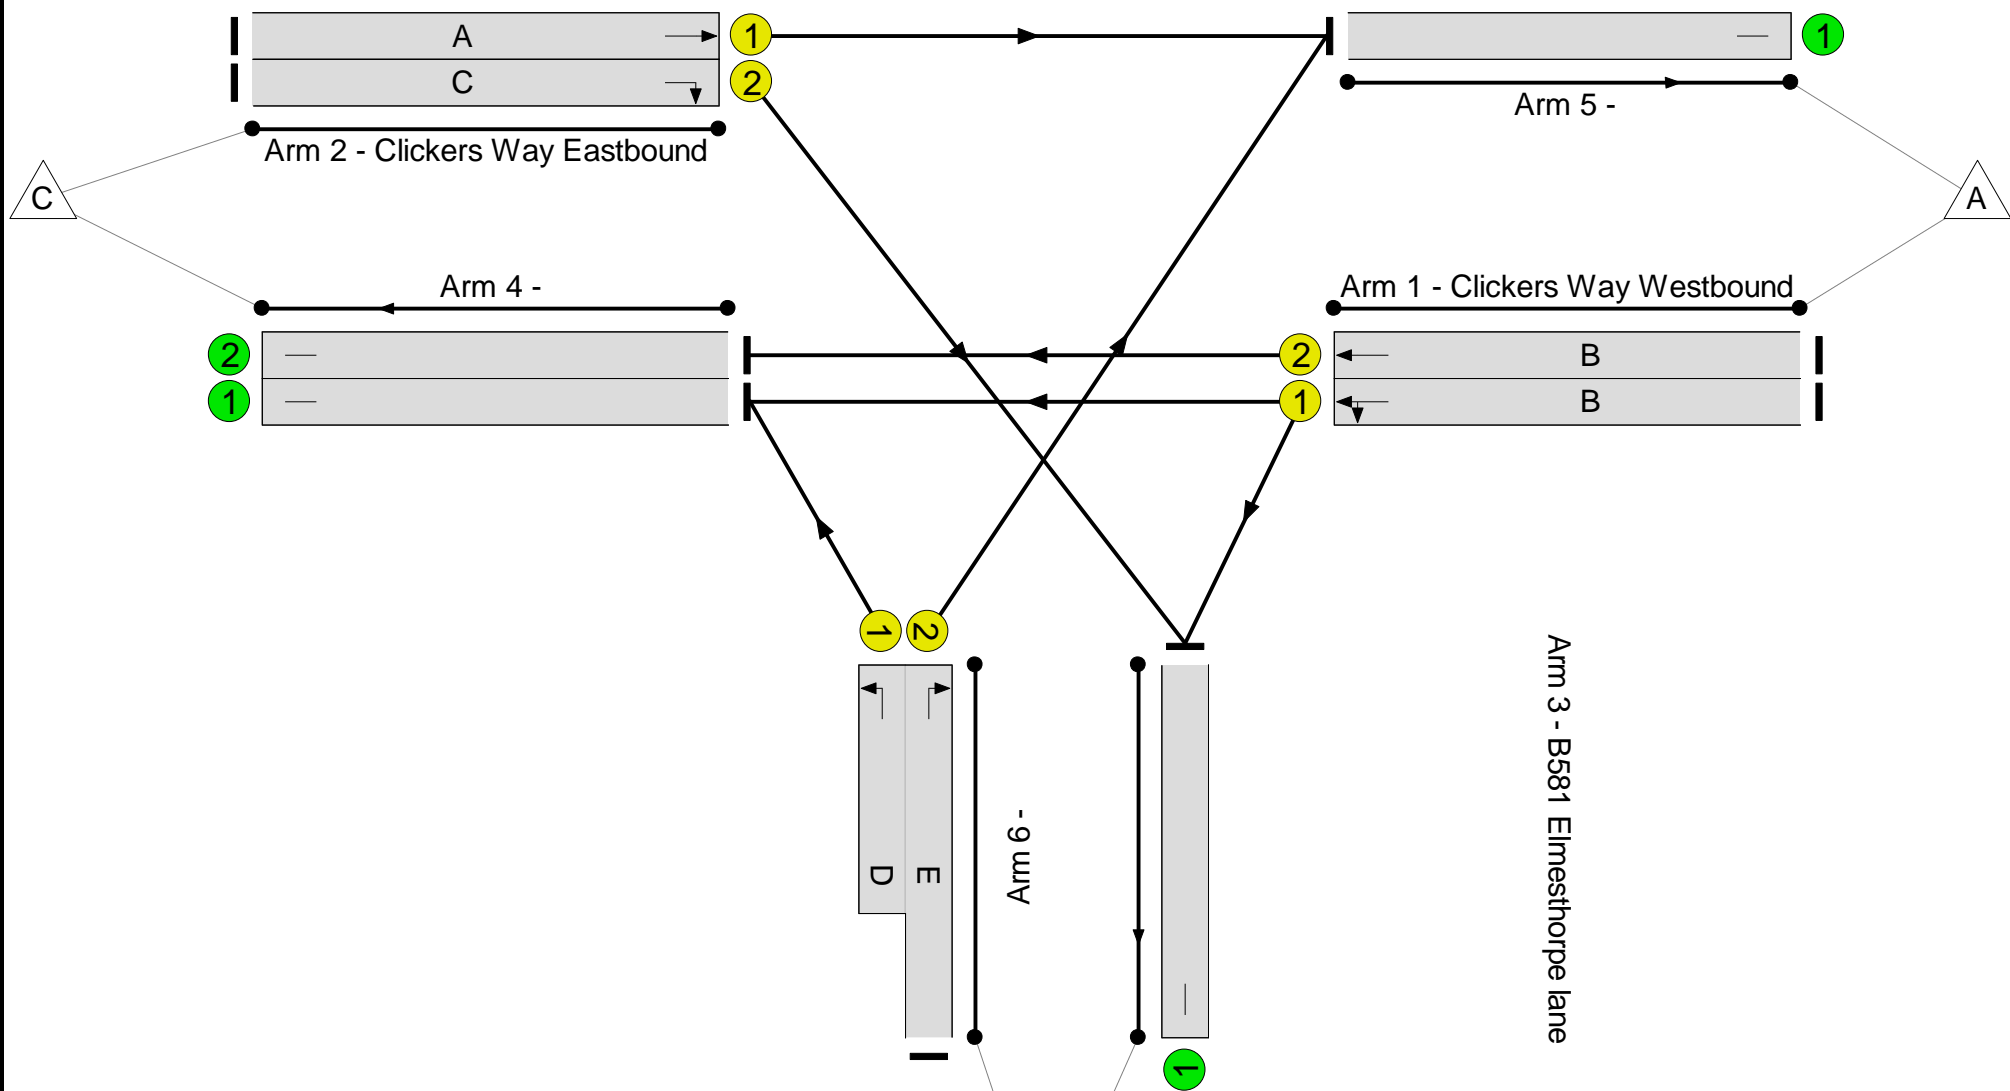 A 1 1
C 2
Arm 5 -
Arm 2 - Clickers Way Eastbound
C A
Arm 4 - Arm 1 - Clickers Way Westbound
2 2 B
1 1 B
1 2
Arm 3 - B581 Elmesthorpe lane
Arm 6 -
D E
1